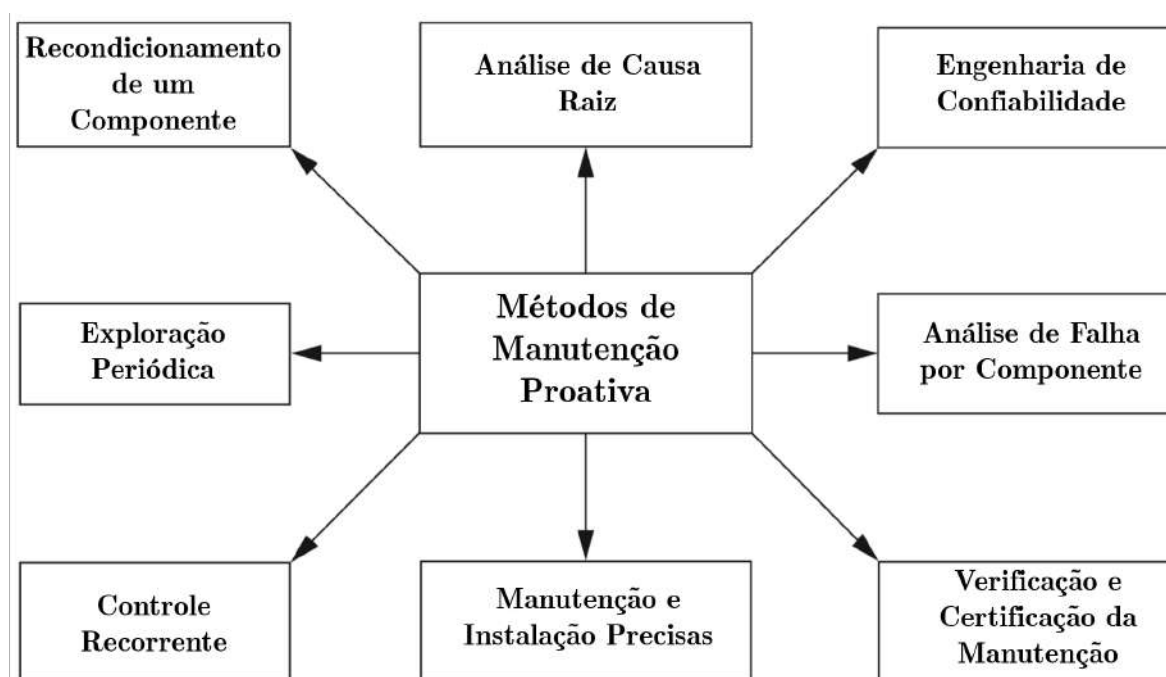 Recondicionamento
de um
Componente
Análise de Causa
Raiz
Engenharia de
Confiabilidade
Exploração
Periódica
Métodos de
Manutenção
Proativa
Análise de Falha
por Componente
Controle
Recorrente
Manutenção e
Instalação Precisas
Verificação e
Certificação da
Manutenção